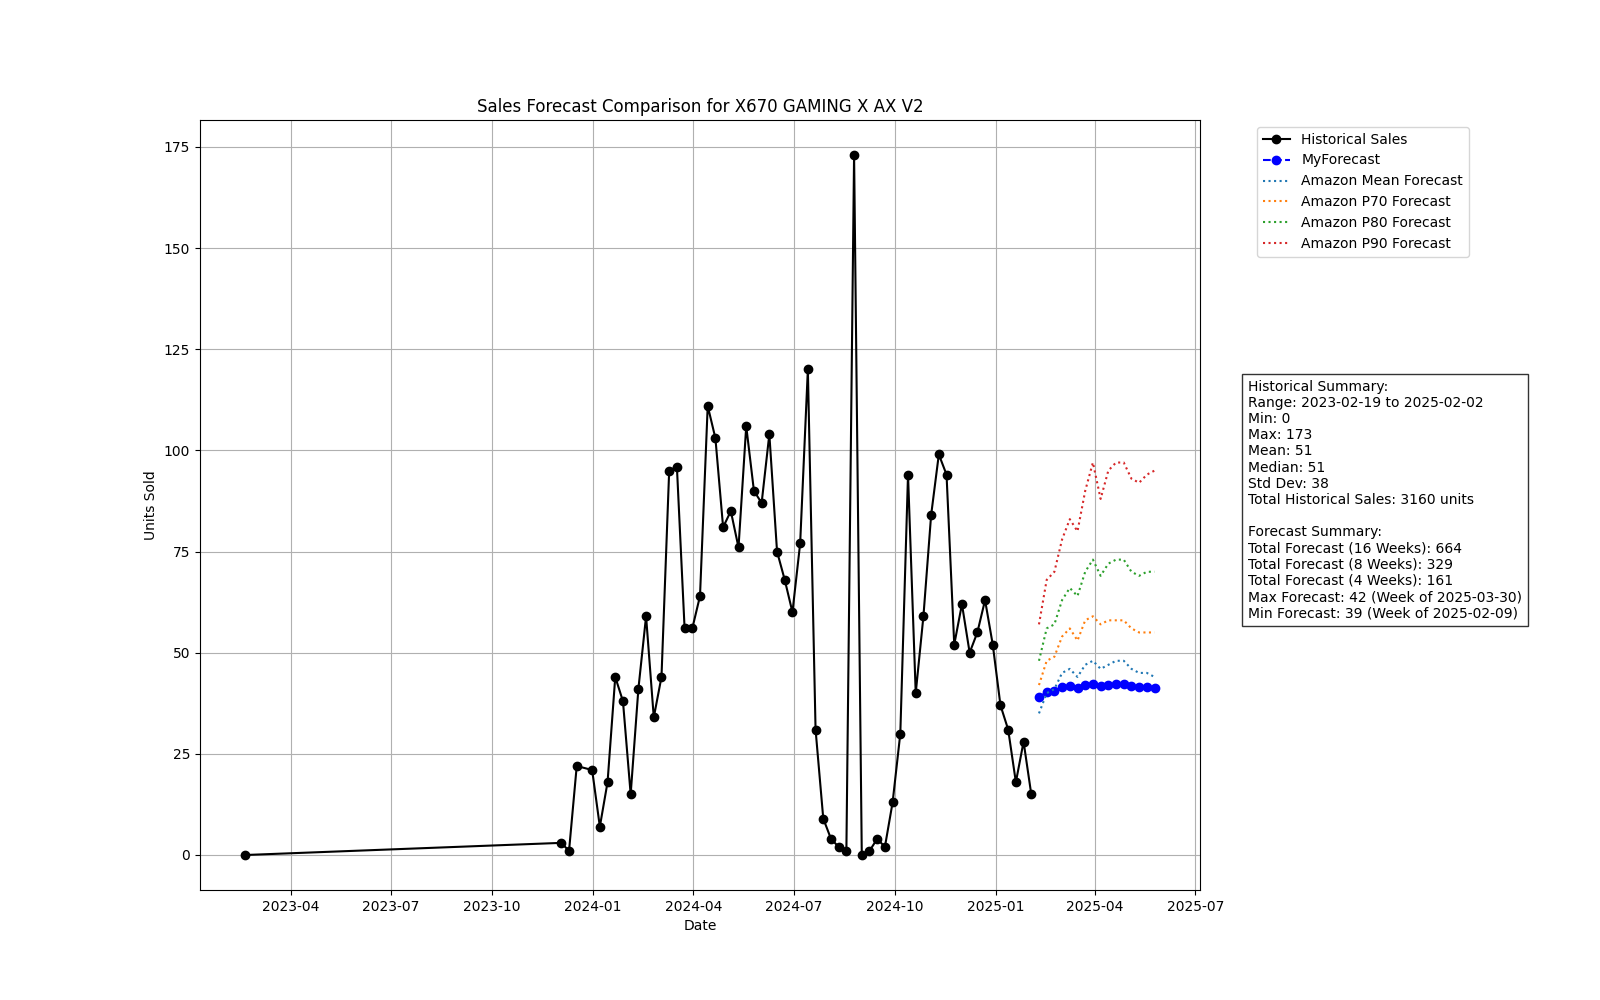 Sales Forecast Comparison for X670 GAMING X AX V2
Units Sold
175
150
125
100
75
50
25
0
2023-04
2023-07
2023-10
2024-01
2024-04
2024-07
2024-10
2025-01
2025-04
2025-07
Date
Historical Sales
MyForecast
Amazon Mean Forecast
Amazon P70 Forecast
Amazon P80 Forecast
Amazon P90 Forecast
Historical Summary:
Range: 2023-02-19 to 2025-02-02
Min: 0
Max: 173
Mean: 51
Median: 51
Std Dev: 38
Total Historical Sales: 3160 units
Forecast Summary:
Total Forecast (16 Weeks): 664
Total Forecast (8 Weeks): 329
Total Forecast (4 Weeks): 161
Max Forecast: 42 (Week of 2025-03-30)
Min Forecast: 39 (Week of 2025-02-09)